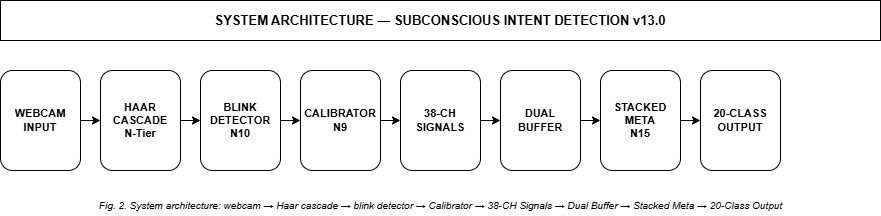 SYSTEM ARCHITECTURE — SUBCONSCIOUS INTENT DETECTION v13.0
WEBCAM
INPUT
HAAR
CASCADE
N-Tier
BLINK
DETECTOR
N10
CALIBRATOR
N9
38-CH
SIGNALS
DUAL
BUFFER
STACKED
META
N15
20-CLASS
OUTPUT
Fig. 2. System architecture: webcam → Haar cascade → blink detector → Calibrator → 38-CH Signals → Dual Buffer → Stacked Meta → 20-Class Output